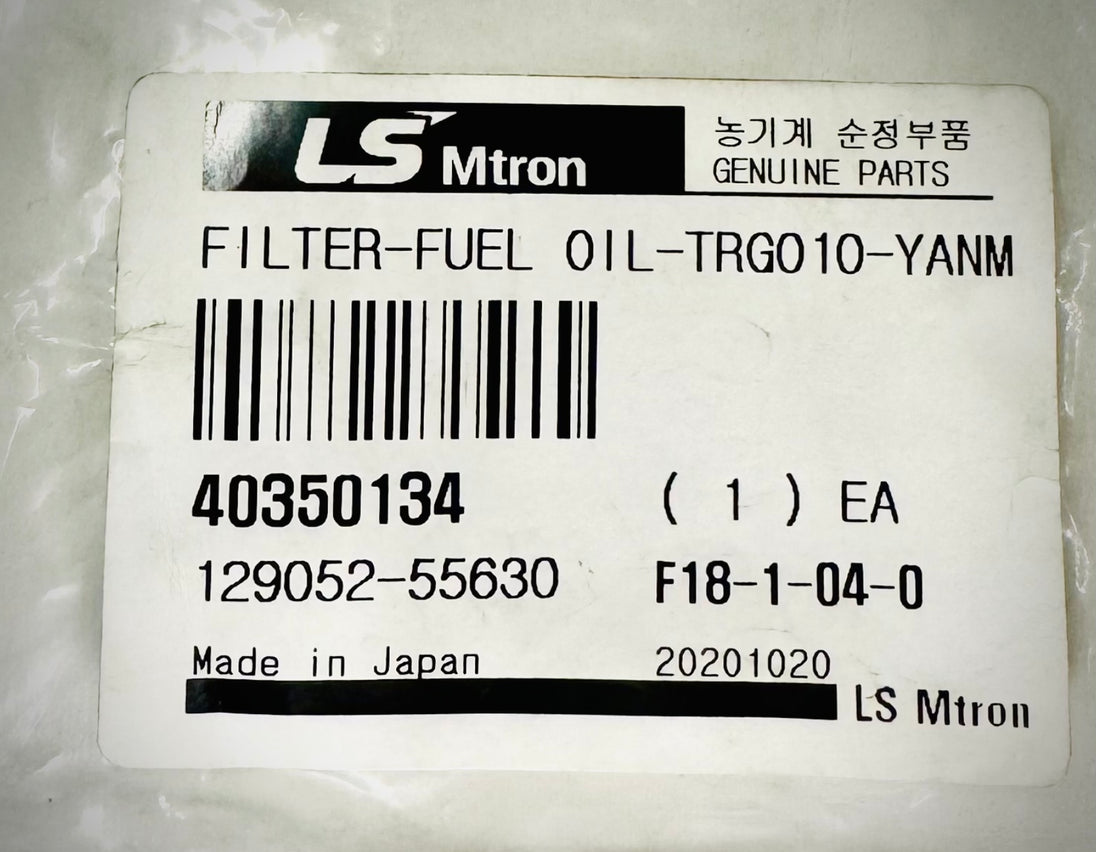 LS Mtron
농기계 순정부품
GENUINE PARTS
FILTER-FUEL OIL-TRG010-YANM
40350134 ( 1 ) EA
129052-55630 F18-1-04-0
Made in Japan 20201020
LS Mtron